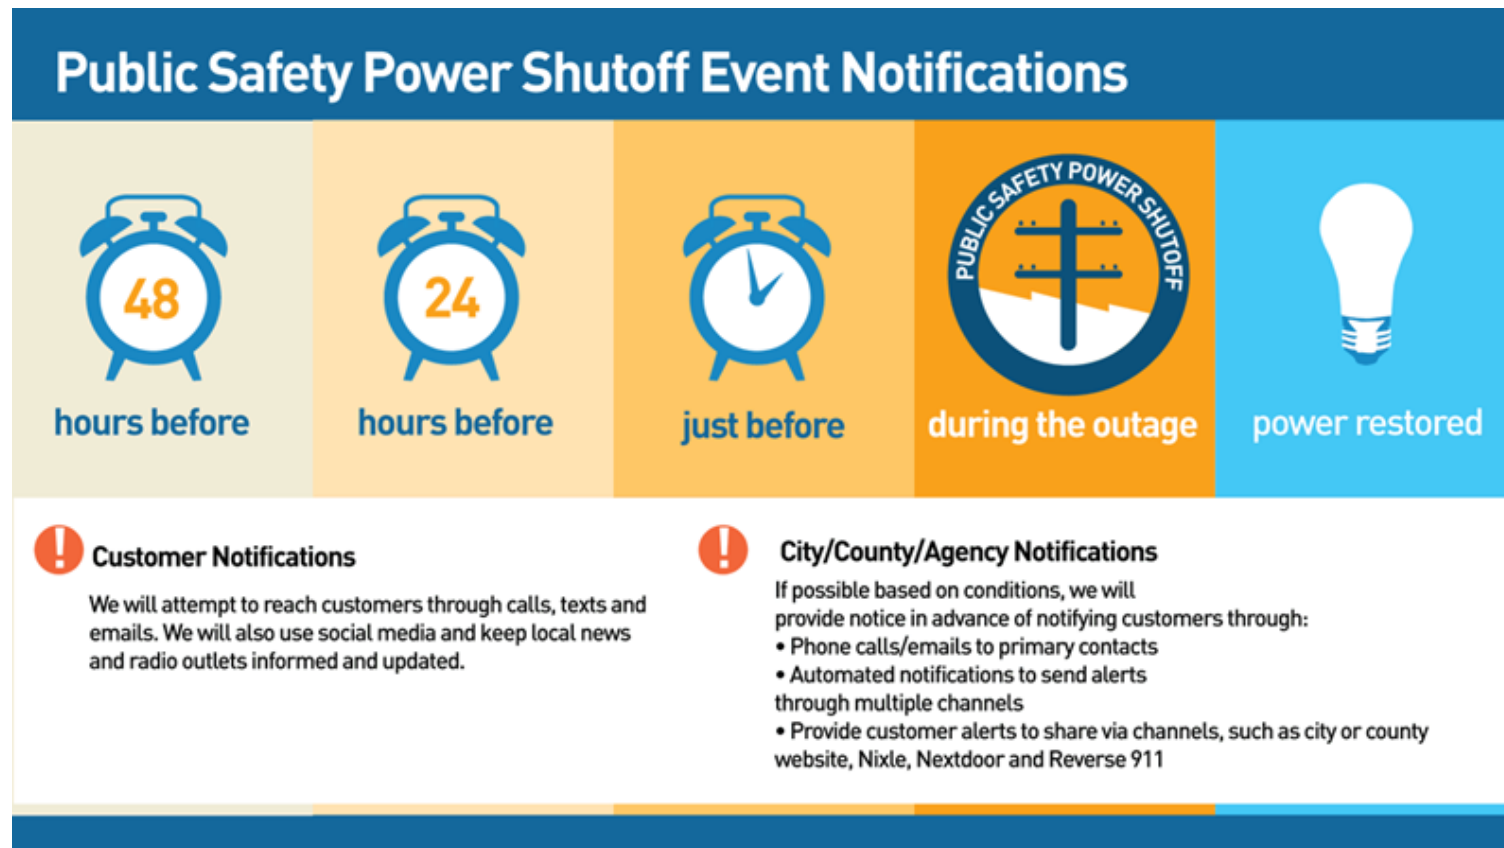 Public Safety Power Shutoff Event Notifications
48
hours before
24
hours before
just before
PUBLIC SAFETY POWER SHUTOFF
during the outage
power restored
! Customer Notifications
We will attempt to reach customers through calls, texts and
emails. We will also use social media and keep local news
and radio outlets informed and updated.
! City/County/Agency Notifications
If possible based on conditions, we will
provide notice in advance of notifying customers through:
• Phone calls/emails to primary contacts
• Automated notifications to send alerts
through multiple channels
• Provide customer alerts to share via channels, such as city or county
website, Nixle, Nextdoor and Reverse 911